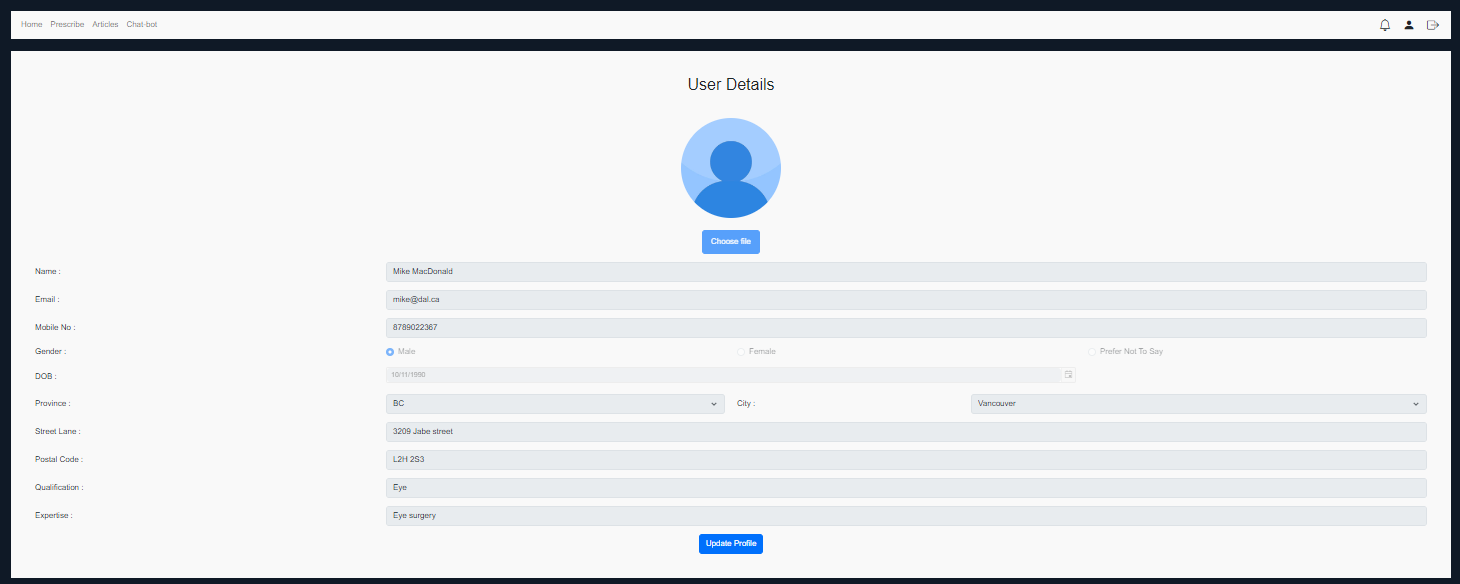 Home Prescribe Articles Chat-bot
User Details
Choose file
Name : Mike MacDonald
Email : mike@dal.ca
Mobile No : 8789022367
Gender : Male Female Prefer Not To Say
DOB : 10/11/1990
Province : BC City : Vancouver
Street Lane : 3209 Jabe street
Postal Code : L2H 2S3
Qualification : Eye
Expertise : Eye surgery
Update Profile